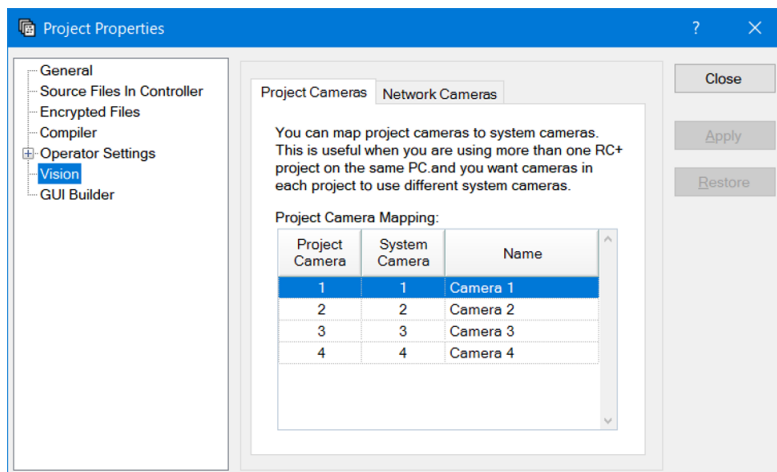 Project Properties
?
General
Source Files In Controller
Encrypted Files
Compiler
Operator Settings
Vision
GUI Builder
Project Cameras
Network Cameras
You can map project cameras to system cameras.
This is useful when you are using more than one RC+
project on the same PC.and you want cameras in
each project to use different system cameras.
Project Camera Mapping:
Project Camera System Camera Name
1 1 Camera 1
2 2 Camera 2
3 3 Camera 3
4 4 Camera 4
Close
Apply
Restore